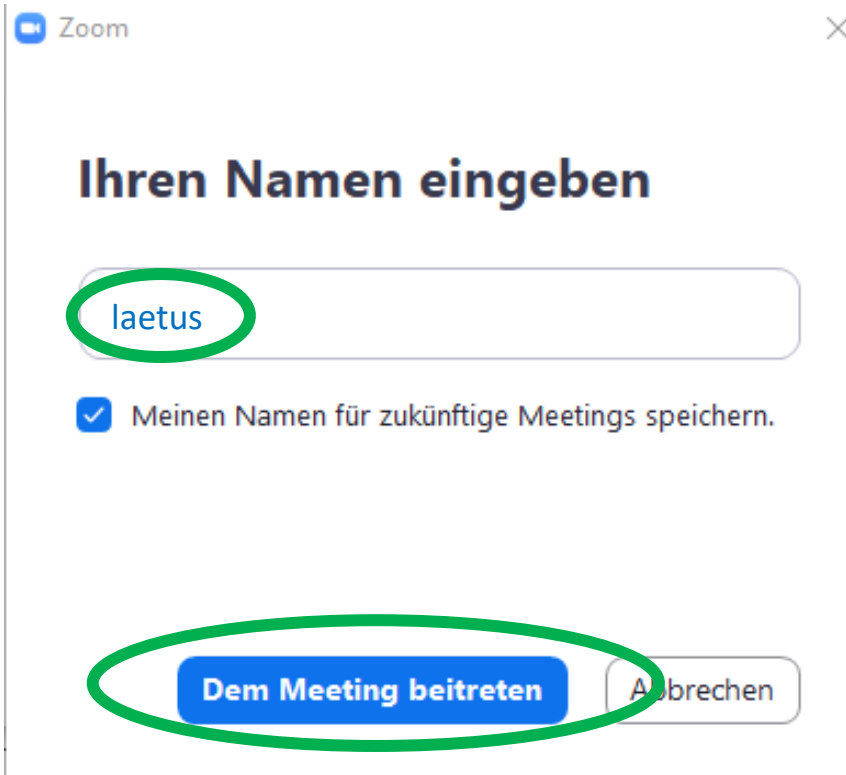 Zoom
Ihren Namen eingeben
laetus
Meinen Namen für zukünftige Meetings speichern.
Dem Meeting beitreten
Abbrechen